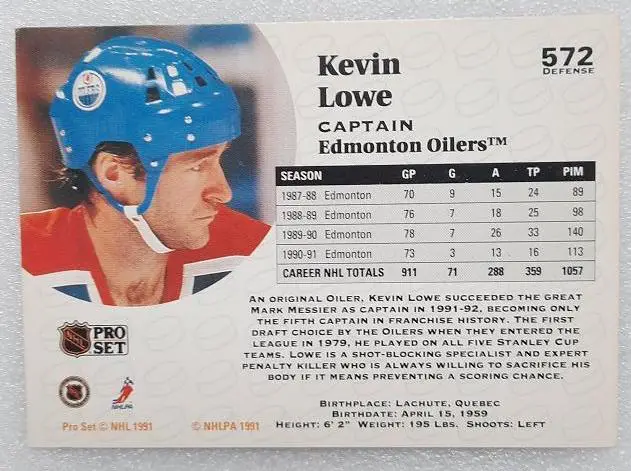 OILERS
Kevin
Lowe
572
DEFENSE
CAPTAIN
Edmonton Oilers™
SEASON GP G A TP PIM
1987-88 Edmonton 70 9 15 24 89
1988-89 Edmonton 76 7 18 25 98
1989-90 Edmonton 78 7 26 33 140
1990-91 Edmonton 73 3 13 16 113
CAREER NHL TOTALS 911 71 288 359 1057
AN ORIGINAL OILER, KEVIN LOWE SUCCEEDED THE GREAT
MARK MESSIER AS CAPTAIN IN 1991-92, BECOMING ONLY
THE FIFTH CAPTAIN IN FRANCHISE HISTORY. THE FIRST
DRAFT CHOICE BY THE OILERS WHEN THEY ENTERED THE
LEAGUE IN 1979, HE PLAYED ON ALL FIVE STANLEY CUP
TEAMS. LOWE IS A SHOT-BLOCKING SPECIALIST AND EXPERT
PENALTY KILLER WHO IS ALWAYS WILLING TO SACRIFICE HIS
BODY IF IT MEANS PREVENTING A SCORING CHANCE.
NHL PRO
SET
NHLPA
BIRTHPLACE: LACHUTE, QUEBEC
BIRTHDATE: APRIL 15, 1959
HEIGHT: 6' 2" WEIGHT: 195 LBS. SHOOTS: LEFT
Pro Set © NHL 1991 © NHLPA 1991